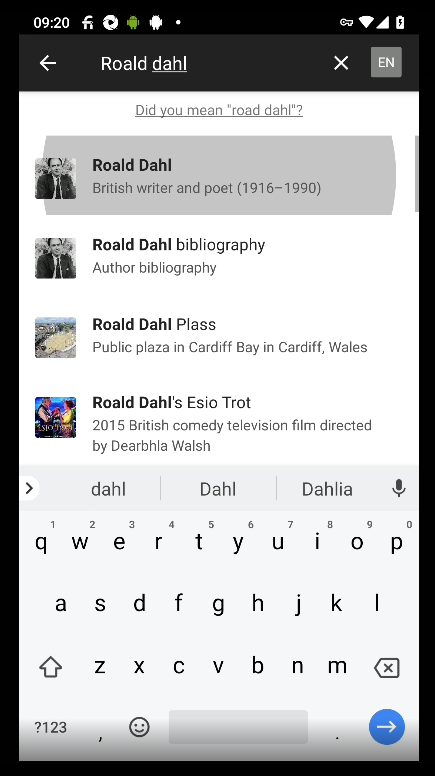 09:20
Roald dahl
EN
Did you mean "road dahl"?
Roald Dahl
British writer and poet (1916–1990)
Roald Dahl bibliography
Author bibliography
Roald Dahl Plass
Public plaza in Cardiff Bay in Cardiff, Wales
Roald Dahl's Esio Trot
2015 British comedy television film directed
by Dearbhla Walsh
dahl Dahl Dahlia
1 2 3 4 5 6 7 8 9 0
q w e r t y u i o p
a s d f g h j k l
z x c v b n m
?123 , .